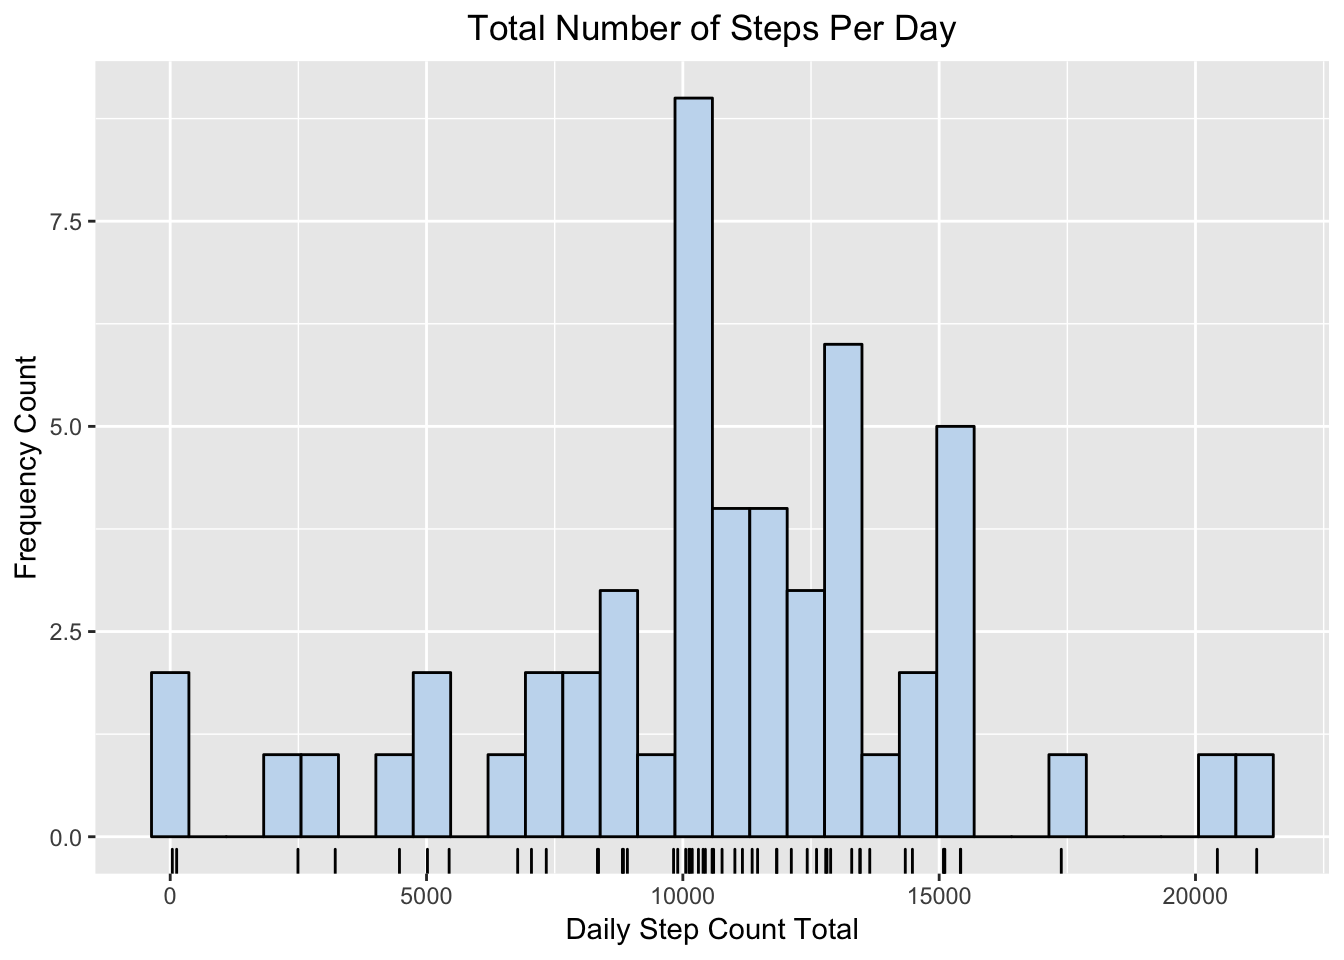 Total Number of Steps Per Day
Frequency Count
7.5
5.0
2.5
0.0
0 5000 10000 15000 20000
Daily Step Count Total